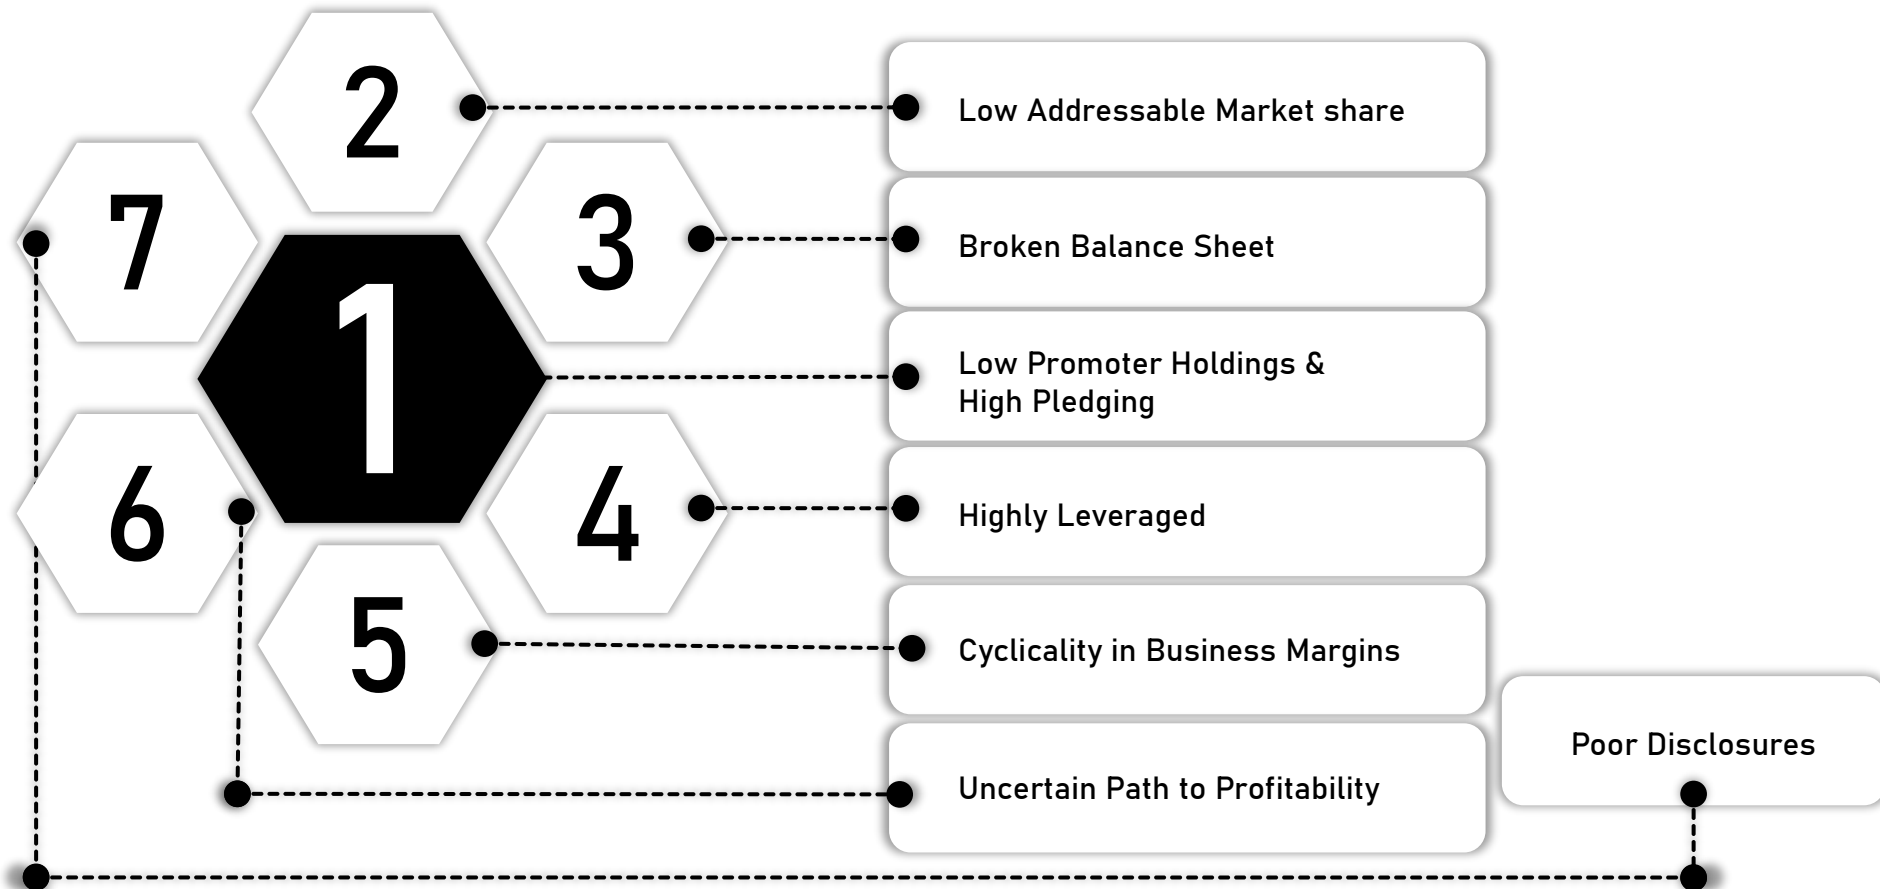 2
Low Addressable Market share
7
3
Broken Balance Sheet
1
Low Promoter Holdings &
High Pledging
6
4
Highly Leveraged
5
Cyclicality in Business Margins
Poor Disclosures
Uncertain Path to Profitability